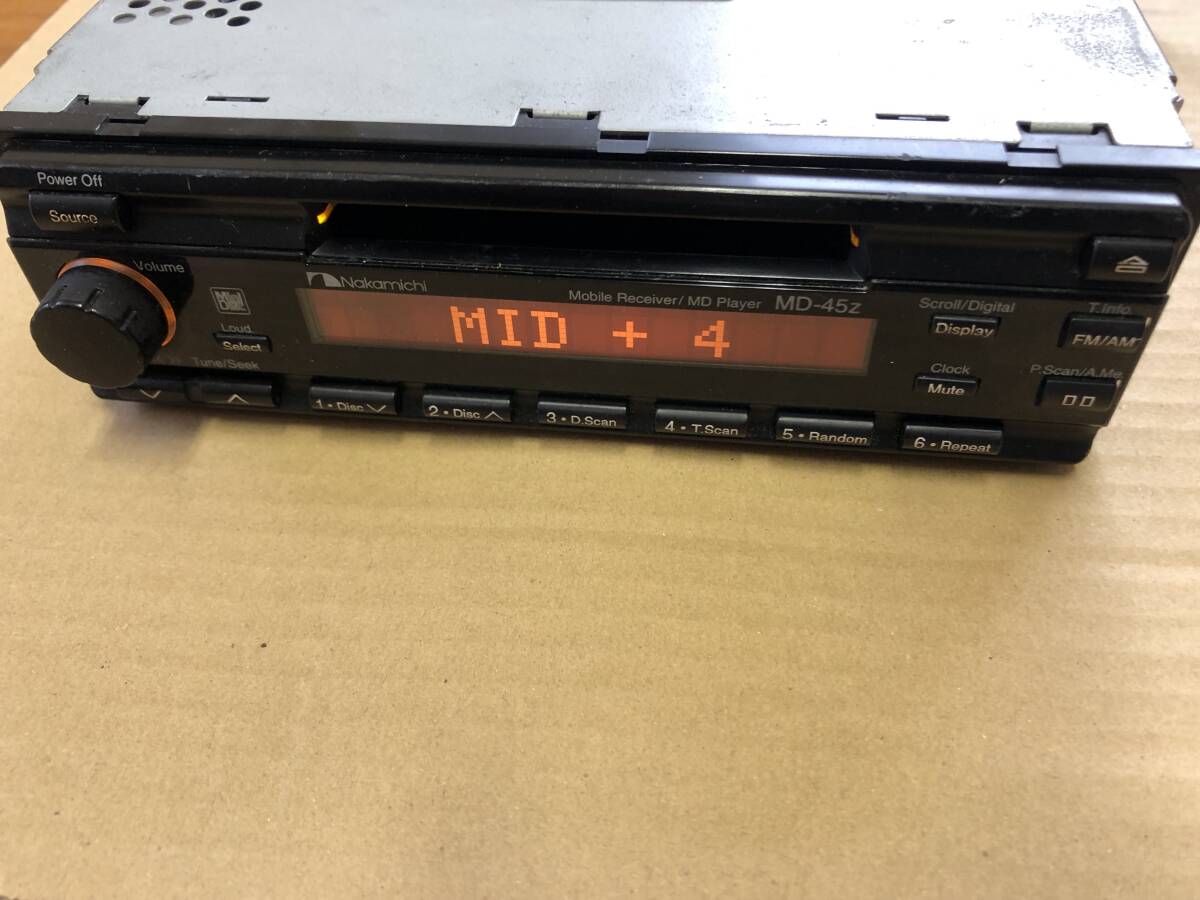 Power Off
Source
Volume
Nakamichi
Mobile Receiver/ MD Player MD-45z
Scroll/Digital
Display
T.Info
FM/AM
Mini
Disc
Loud
Select
MID + 4
Clock
Mute
P.Scan/A.Me
Tune/Seek
1•Disc
2•Disc
3•D.Scan
4•T.Scan
5•Random
6•Repeat